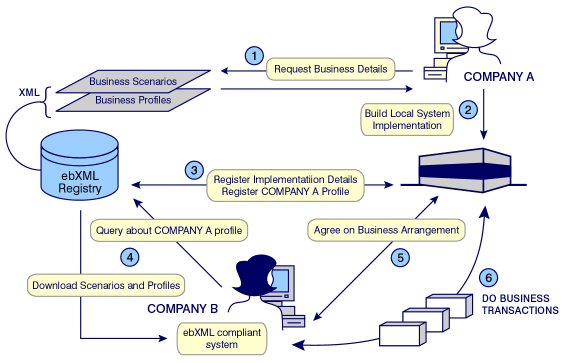 1
Request Business Details
Business Scenarios
XML
Business Profiles
COMPANY A
Build Local System
Implementation
2
ebXML
Registry
3
Register Implementatiion Details
Register COMPANY A Profile
Query about COMPANY A profile
Agree on Business Arrangement
4
5
Download Scenarios and Profiles
6
DO BUSINESS
TRANSACTIONS
COMPANY B
ebXML compliant
system